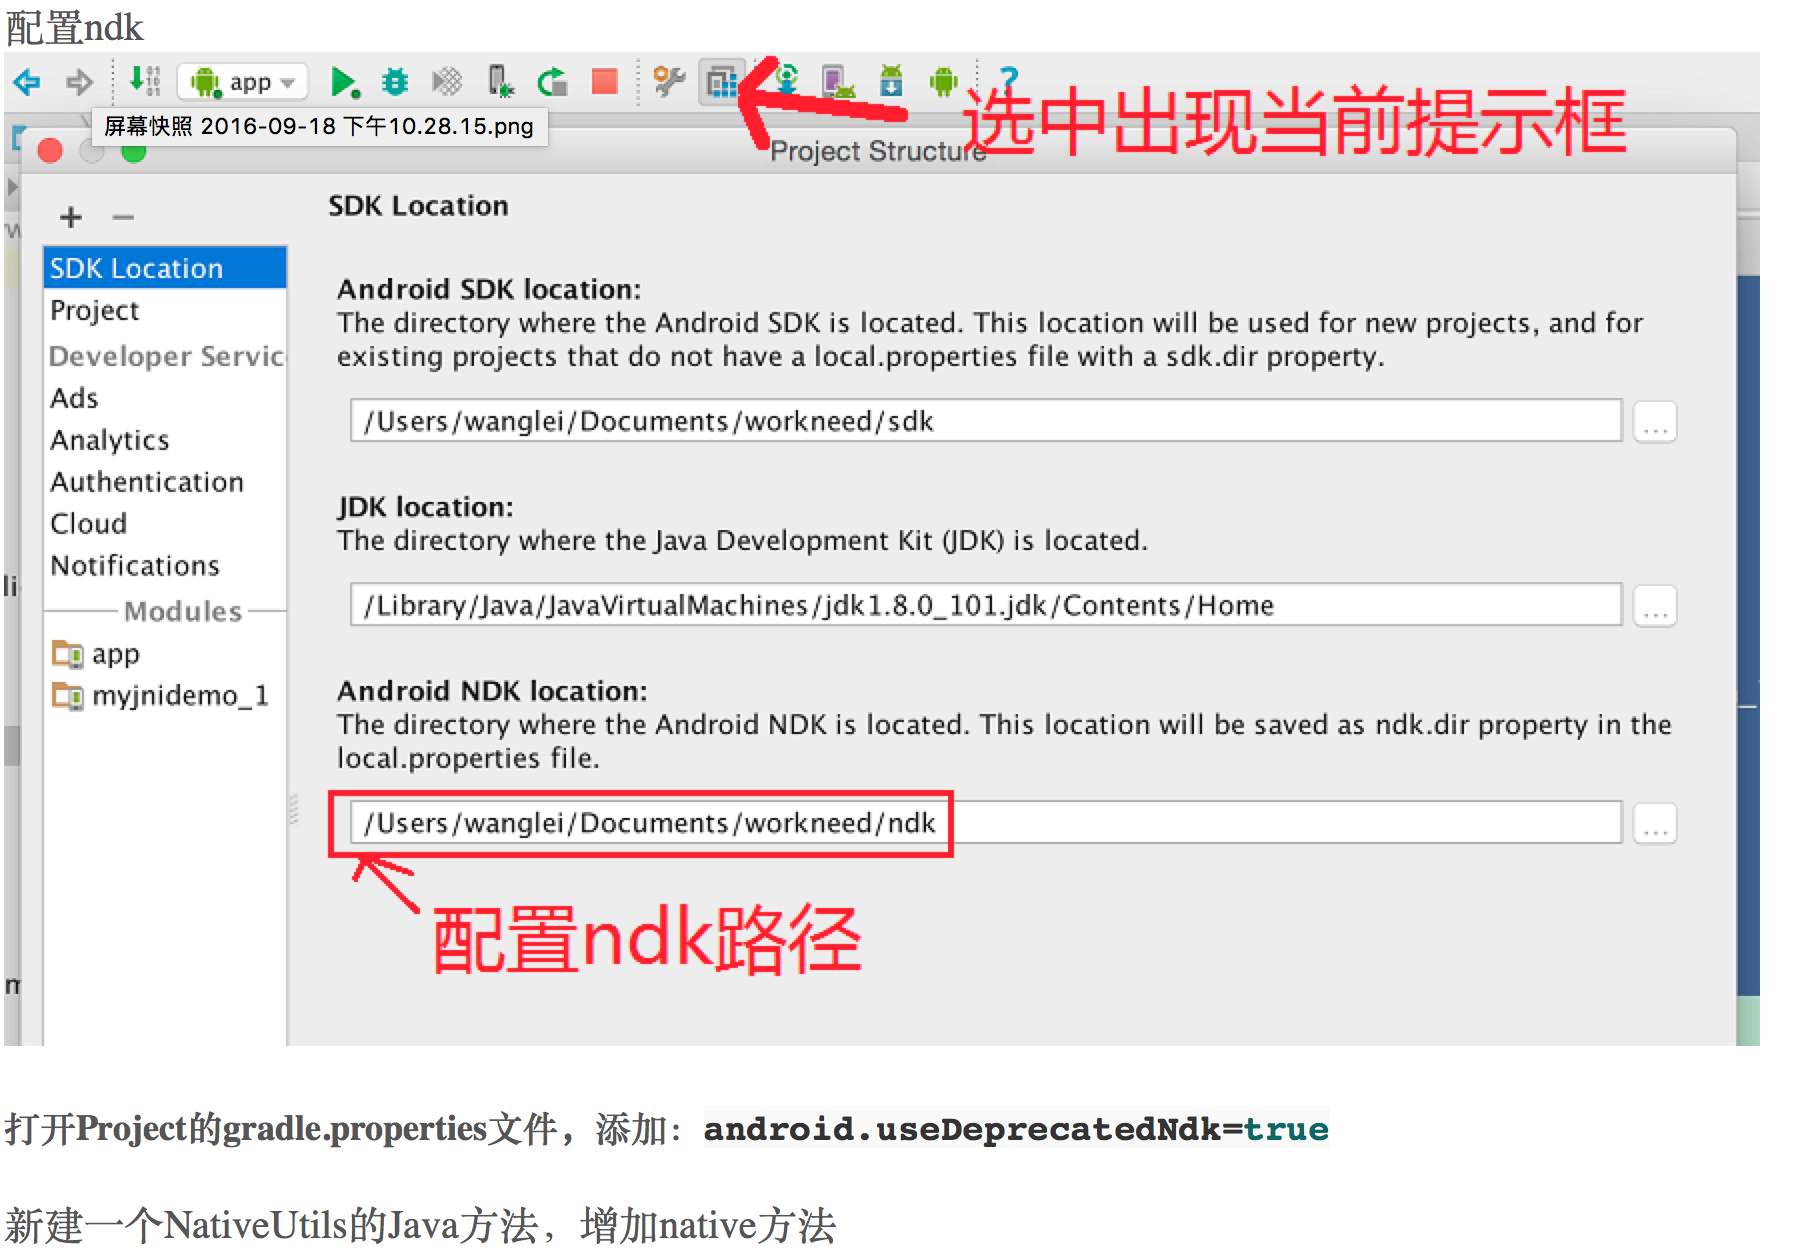 配置ndk
app
屏幕快照 2016-09-18 下午10.28.15.png
选中出现当前提示框
Project Structure
SDK Location
SDK Location
Project
Developer Servic
Ads
Analytics
Authentication
Cloud
Notifications
Modules
app
myjnidemo_1
Android SDK location:
The directory where the Android SDK is located. This location will be used for new projects, and for
existing projects that do not have a local.properties file with a sdk.dir property.
/Users/wanglei/Documents/workneed/sdk
...
JDK location:
The directory where the Java Development Kit (JDK) is located.
/Library/Java/JavaVirtualMachines/jdk1.8.0_101.jdk/Contents/Home
...
Android NDK location:
The directory where the Android NDK is located. This location will be saved as ndk.dir property in the
local.properties file.
/Users/wanglei/Documents/workneed/ndk
...
配置ndk路径
打开Project的gradle.properties文件，添加：android.useDeprecatedNdk=true
新建一个NativeUtils的Java方法，增加native方法